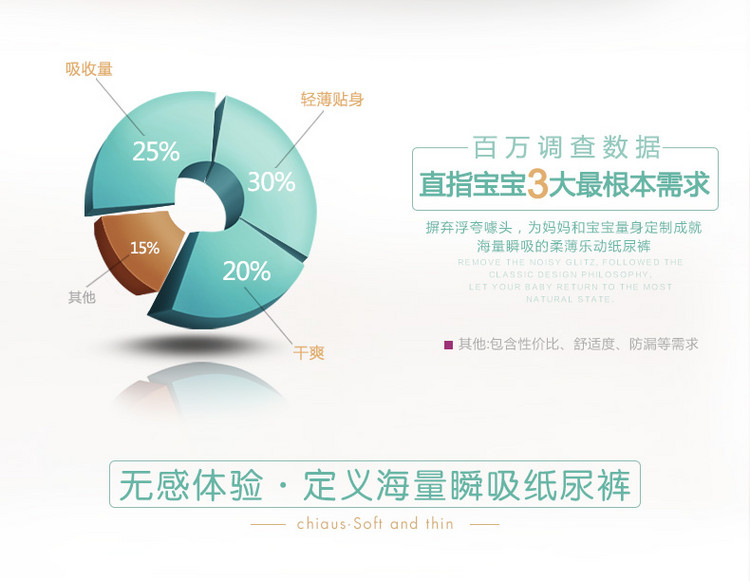 吸收量
轻薄贴身
25%
30%
15%
20%
其他
干爽
百万调查数据
直指宝宝3大最根本需求
摒弃浮夸噱头，为妈妈和宝宝量身定制成就
海量瞬吸的柔薄乐动纸尿裤
REMOVE THE NOISY GLITZ, FOLLOWED THE
CLASSIC DESIGN PHILOSOPHY,
LET YOUR BABY RETURN TO THE MOST
NATURAL STATE.
其他:包含性价比、舒适度、防漏等需求
无感体验·定义海量瞬吸纸尿裤
chiaus-Soft and thin